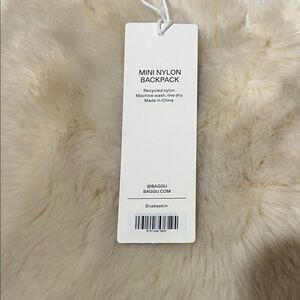 MINI NYLON
BACKPACK
Recycled nylon.
Machine wash, line dry.
Made in China.
@BAGGU
BAGGU.COM
Snakeskin